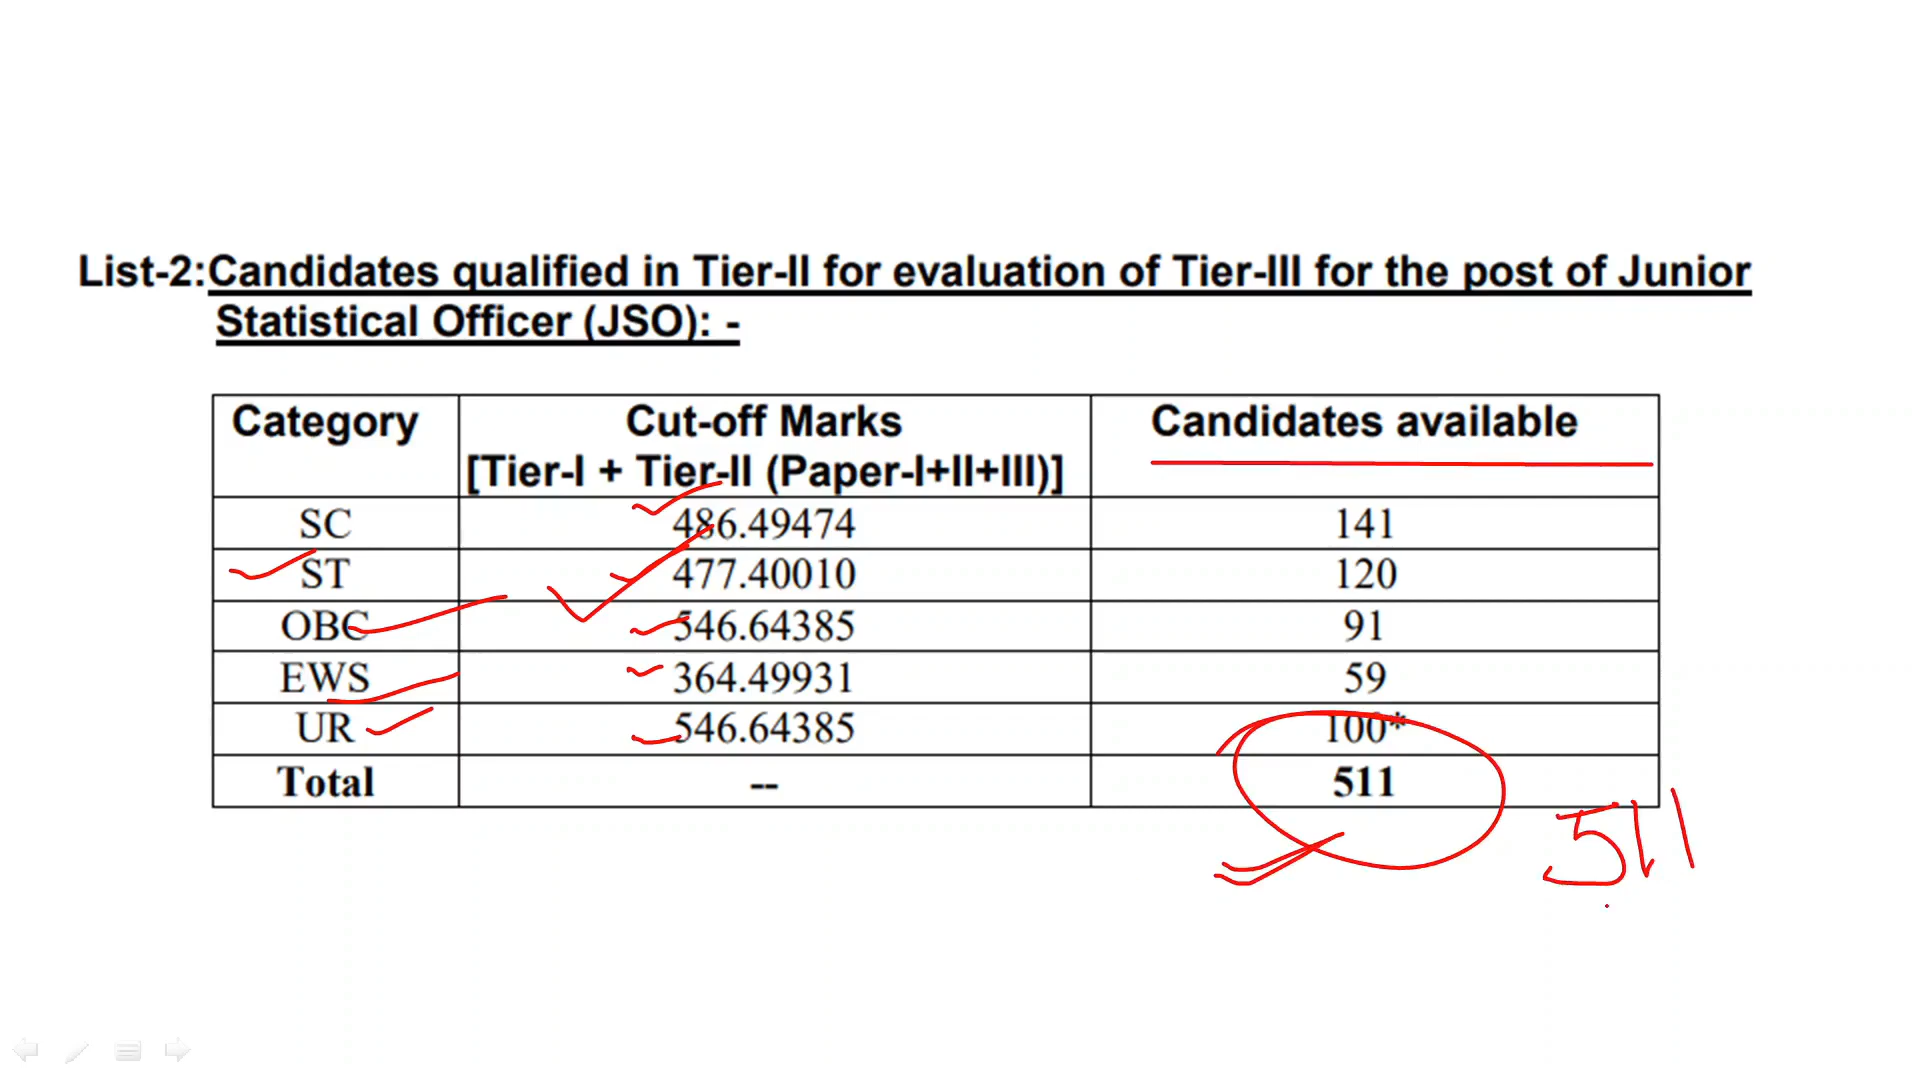 List-2:Candidates qualified in Tier-II for evaluation of Tier-III for the post of Junior
Statistical Officer (JSO): -
Category Cut-off Marks Candidates available
[Tier-I + Tier-II (Paper-I+II+III)]
SC 486.49474 141
ST 477.40010 120
OBC 546.64385 91
EWS 364.49931 59
UR 546.64385 100*
Total -- 511
511